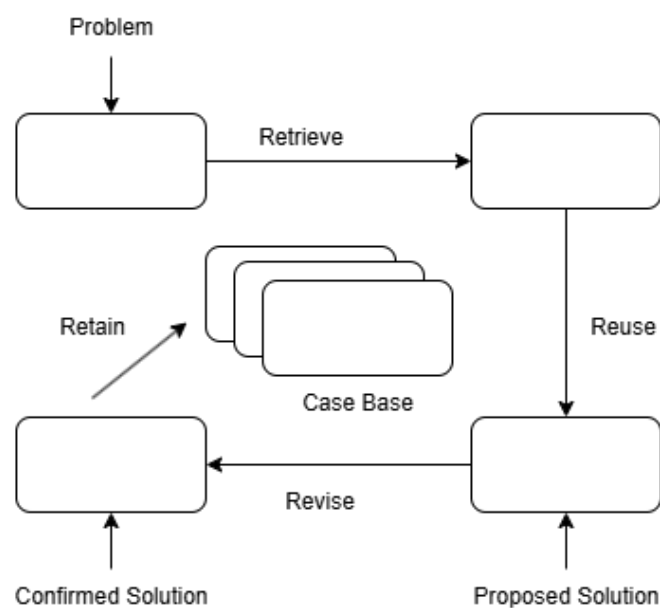 Problem
Retrieve
Retain
Reuse
Case Base
Revise
Confirmed Solution
Proposed Solution